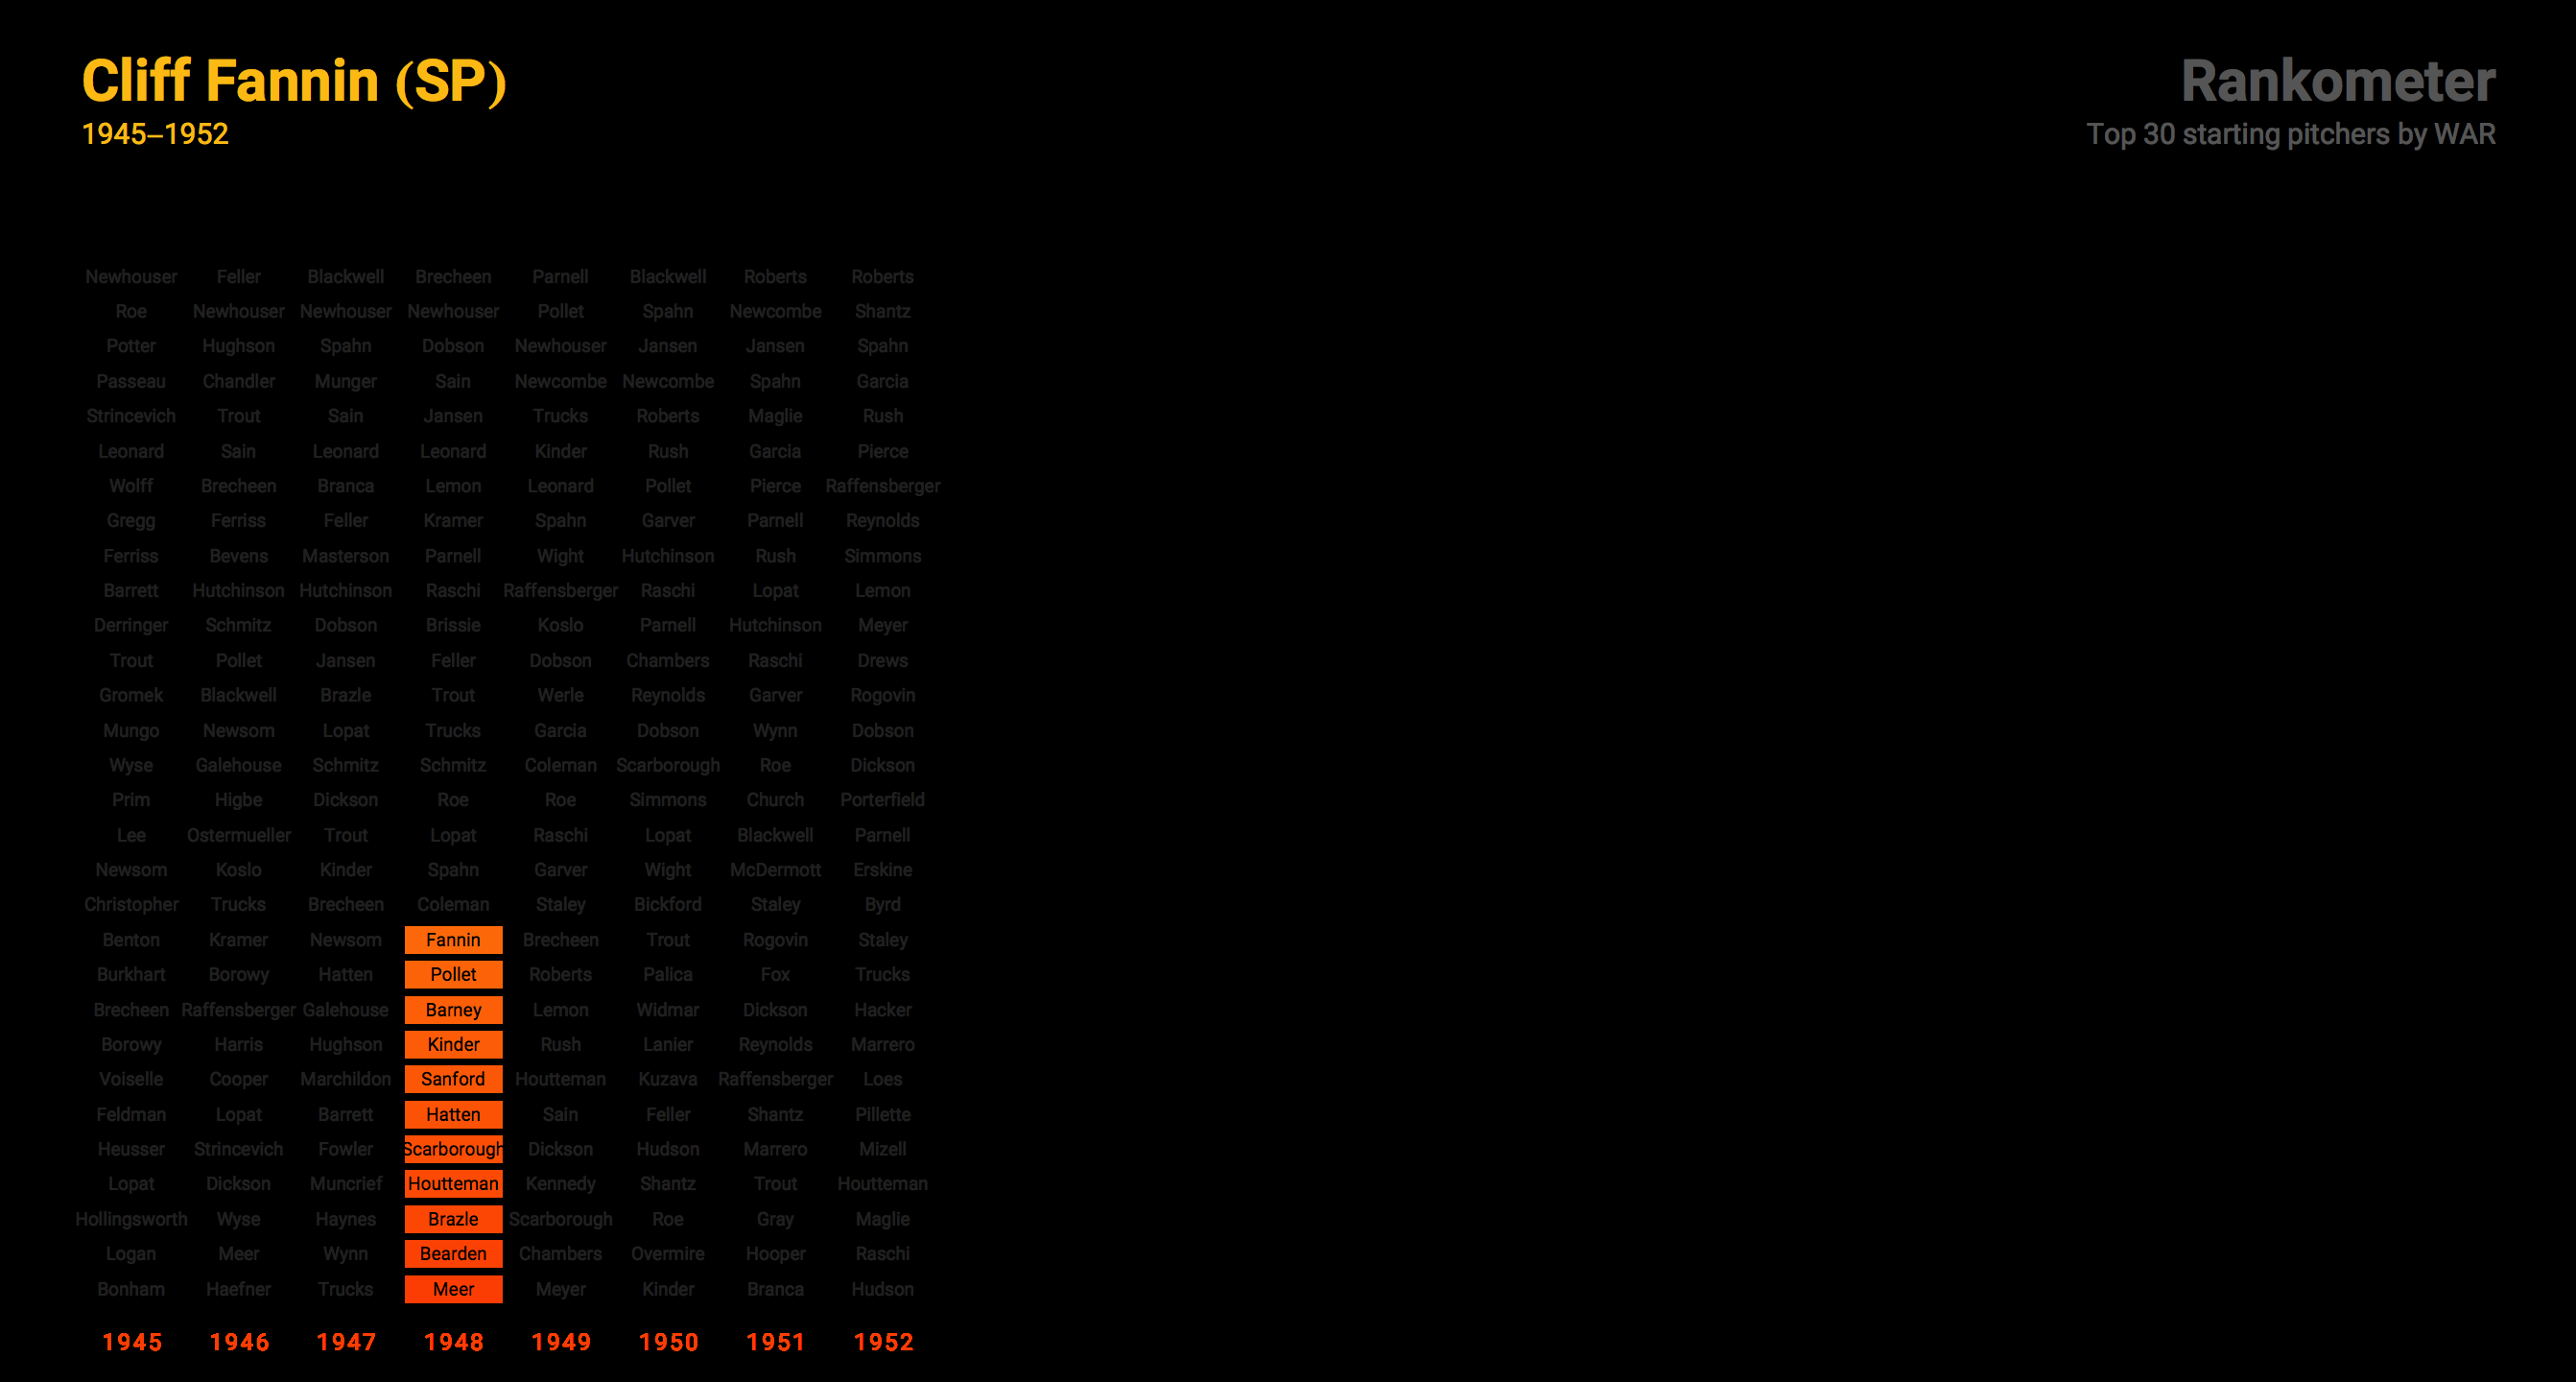 Cliff Fannin (SP)
1945–1952
Rankometer
Top 30 starting pitchers by WAR
Newhouser Feller Blackwell Brecheen Parnell Blackwell Roberts Roberts
Roe Newhouser Newhouser Newhouser Pollet Spahn Newcombe Shantz
Potter Hughson Spahn Dobson Newhouser Jansen Jansen Spahn
Passeau Chandler Munger Sain Newcombe Newcombe Spahn Garcia
Strincevich Trout Sain Jansen Trucks Roberts Maglie Rush
Leonard Sain Leonard Leonard Kinder Rush Garcia Pierce
Wolff Brecheen Branca Lemon Leonard Pollet Pierce Raffensberger
Gregg Ferriss Feller Kramer Spahn Garver Parnell Reynolds
Ferriss Bevens Masterson Parnell Wight Hutchinson Rush Simmons
Barrett Hutchinson Hutchinson Raschi Raffensberger Raschi Lopat Lemon
Derringer Schmitz Dobson Brissie Koslo Parnell Hutchinson Meyer
Trout Pollet Jansen Feller Dobson Chambers Raschi Drews
Gromek Blackwell Brazle Trout Werle Reynolds Garver Rogovin
Mungo Newsom Lopat Trucks Garcia Dobson Wynn Dobson
Wyse Galehouse Schmitz Schmitz Coleman Scarborough Roe Dickson
Prim Higbe Dickson Roe Roe Simmons Church Porterfield
Lee Ostermueller Trout Lopat Raschi Lopat Blackwell Parnell
Newsom Koslo Kinder Spahn Garver Wight McDermott Erskine
Christopher Trucks Brecheen Coleman Staley Bickford Staley Byrd
Benton Kramer Newsom Fannin Brecheen Trout Rogovin Staley
Burkhart Borowy Hatten Pollet Roberts Palica Fox Trucks
Brecheen Raffensberger Galehouse Barney Lemon Widmar Dickson Hacker
Borowy Harris Hughson Kinder Rush Lanier Reynolds Marrero
Voiselle Cooper Marchildon Sanford Houtteman Kuzava Raffensberger Loes
Feldman Lopat Barrett Hatten Sain Feller Shantz Pillette
Heusser Strincevich Fowler Scarborough Dickson Hudson Marrero Mizell
Lopat Dickson Muncrief Houtteman Kennedy Shantz Trout Houtteman
Hollingsworth Wyse Haynes Brazle Scarborough Roe Gray Maglie
Logan Meer Wynn Bearden Chambers Overmire Hooper Raschi
Bonham Haefner Trucks Meer Meyer Kinder Branca Hudson
1945 1946 1947 1948 1949 1950 1951 1952